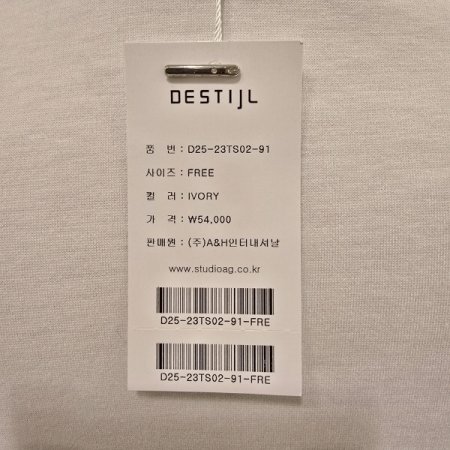 DESTIJL
품 번 : D25-23TS02-91
사이즈 : FREE
컬 러 : IVORY
가 격 : ₩54,000
판매원 : (주)A&H인터내셔날
www.studioag.co.kr
D25-23TS02-91-FRE
D25-23TS02-91-FRE